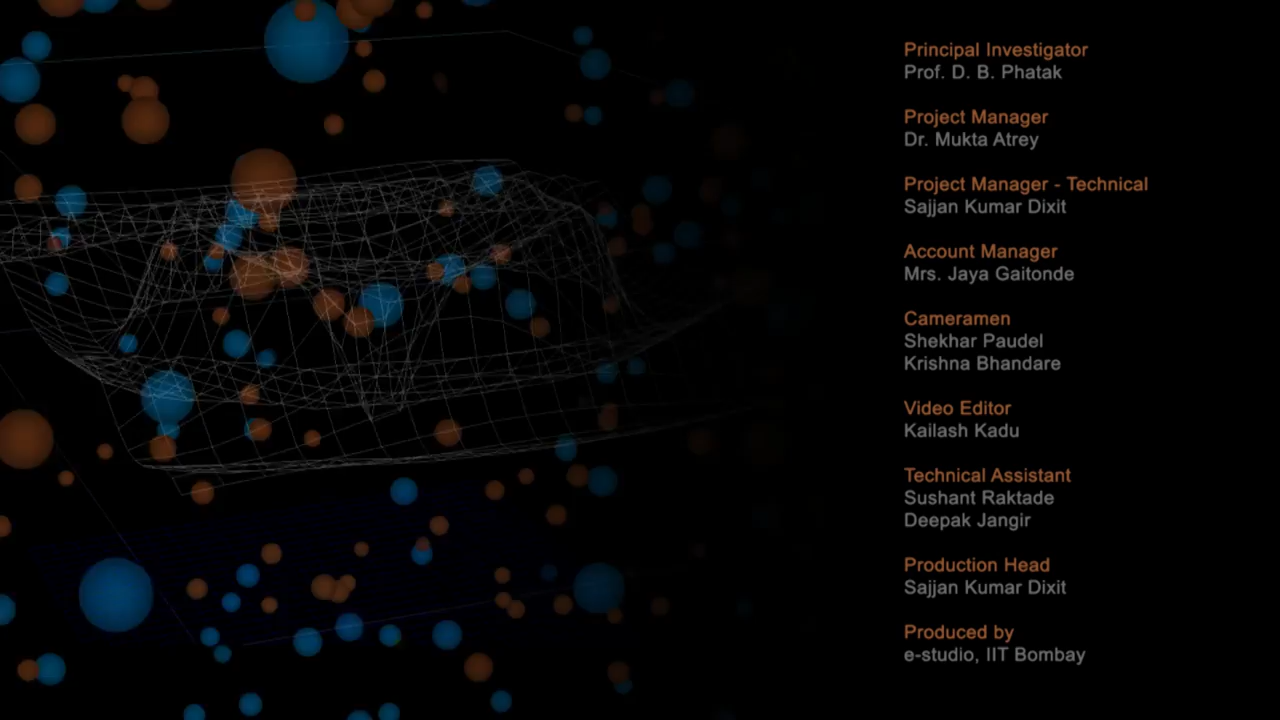 Principal Investigator
Prof. D. B. Phatak
Project Manager
Dr. Mukta Atrey
Project Manager - Technical
Sajjan Kumar Dixit
Account Manager
Mrs. Jaya Gaitonde
Cameramen
Shekhar Paudel
Krishna Bhandare
Video Editor
Kailash Kadu
Technical Assistant
Sushant Raktade
Deepak Jangir
Production Head
Sajjan Kumar Dixit
Produced by
e-studio, IIT Bombay